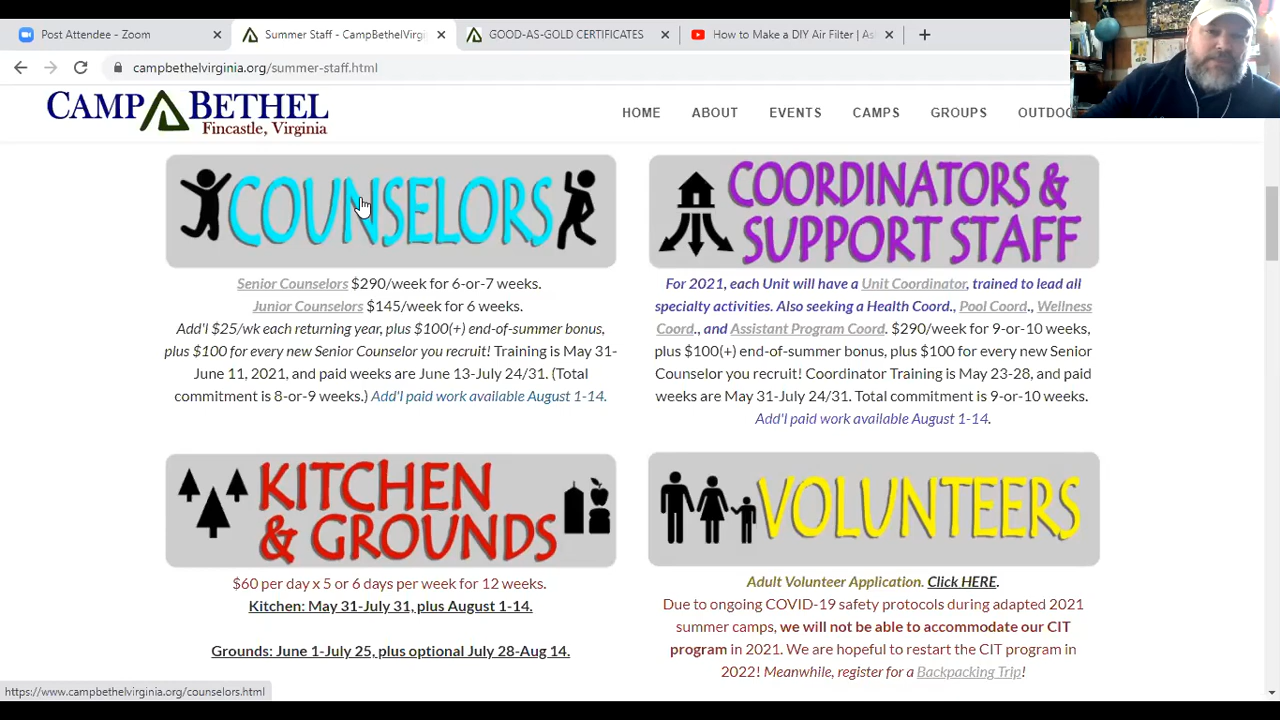 Post Attendee - Zoom
Summer Staff - CampBethelVirgi
GOOD-AS-GOLD CERTIFICATES
How to Make a DIY Air Filter | As
campbethelvirginia.org/summer-staff.html
CAMP BETHEL
Fincastle, Virginia
HOME ABOUT EVENTS CAMPS GROUPS OUTDO
COUNSELORS
Senior Counselors $290/week for 6-or-7 weeks.
Junior Counselors $145/week for 6 weeks.
Add'l $25/wk each returning year, plus $100(+) end-of-summer bonus,
plus $100 for every new Senior Counselor you recruit! Training is May 31-
June 11, 2021, and paid weeks are June 13-July 24/31. (Total
commitment is 8-or-9 weeks.) Add'l paid work available August 1-14.
COORDINATORS &
SUPPORT STAFF
For 2021, each Unit will have a Unit Coordinator, trained to lead all
specialty activities. Also seeking a Health Coord., Pool Coord., Wellness
Coord., and Assistant Program Coord. $290/week for 9-or-10 weeks,
plus $100(+) end-of-summer bonus, plus $100 for every new Senior
Counselor you recruit! Coordinator Training is May 23-28, and paid
weeks are May 31-July 24/31. Total commitment is 9-or-10 weeks.
Add'l paid work available August 1-14.
KITCHEN
& GROUNDS
$60 per day x 5 or 6 days per week for 12 weeks.
Kitchen: May 31-July 31, plus August 1-14.
Grounds: June 1-July 25, plus optional July 28-Aug 14.
VOLUNTEERS
Adult Volunteer Application. Click HERE.
Due to ongoing COVID-19 safety protocols during adapted 2021
summer camps, we will not be able to accommodate our CIT
program in 2021. We are hopeful to restart the CIT program in
2022! Meanwhile, register for a Backpacking Trip!
https://www.campbethelvirginia.org/counselors.html